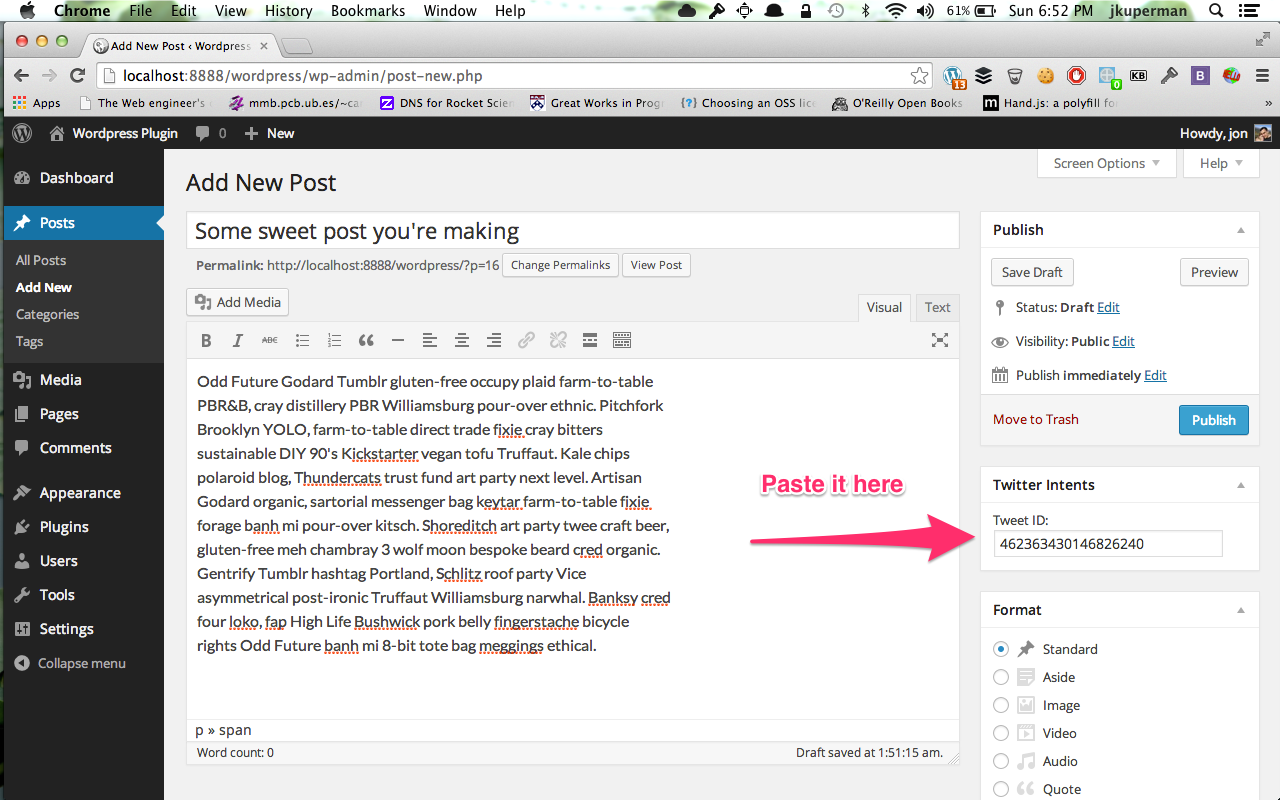 Chrome File Edit View History Bookmarks Window Help 61% Sun 6:52 PM jkuperman
Add New Post ‹ Wordpress
localhost:8888/wordpress/wp-admin/post-new.php
13 0 KB B
Apps The Web engineer's mmb.pcb.ub.es/~ca DNS for Rocket Scien Great Works in Progr {?} Choosing an OSS lice O'Reilly Open Books m Hand.js: a polyfill fo »
Wordpress Plugin 0 + New Howdy, jon
Screen Options Help
Dashboard
Posts
All Posts
Add New
Categories
Tags
Media
Pages
Comments
Appearance
Plugins
Users
Tools
Settings
Collapse menu
Add New Post
Some sweet post you're making
Permalink: http://localhost:8888/wordpress/?p=16 Change Permalinks View Post
Add Media Visual Text
B I ABC
Odd Future Godard Tumblr gluten-free occupy plaid farm-to-table
PBR&B, cray distillery PBR Williamsburg pour-over ethnic. Pitchfork
Brooklyn YOLO, farm-to-table direct trade fixie cray bitters
sustainable DIY 90's Kickstarter vegan tofu Truffaut. Kale chips
polaroid blog, Thundercats trust fund art party next level. Artisan
Godard organic, sartorial messenger bag keytar farm-to-table fixie
forage banh mi pour-over kitsch. Shoreditch art party twee craft beer,
gluten-free meh chambray 3 wolf moon bespoke beard cred organic.
Gentrify Tumblr hashtag Portland, Schlitz roof party Vice
asymmetrical post-ironic Truffaut Williamsburg narwhal. Banksy cred
four loko, fap High Life Bushwick pork belly fingerstache bicycle
rights Odd Future banh mi 8-bit tote bag meggings ethical.
p » span
Word count: 0 Draft saved at 1:51:15 am.
Paste it here
Publish
Save Draft Preview
Status: Draft Edit
Visibility: Public Edit
Publish immediately Edit
Move to Trash Publish
Twitter Intents
Tweet ID:
462363430146826240
Format
Standard
Aside
Image
Video
Audio
Quote